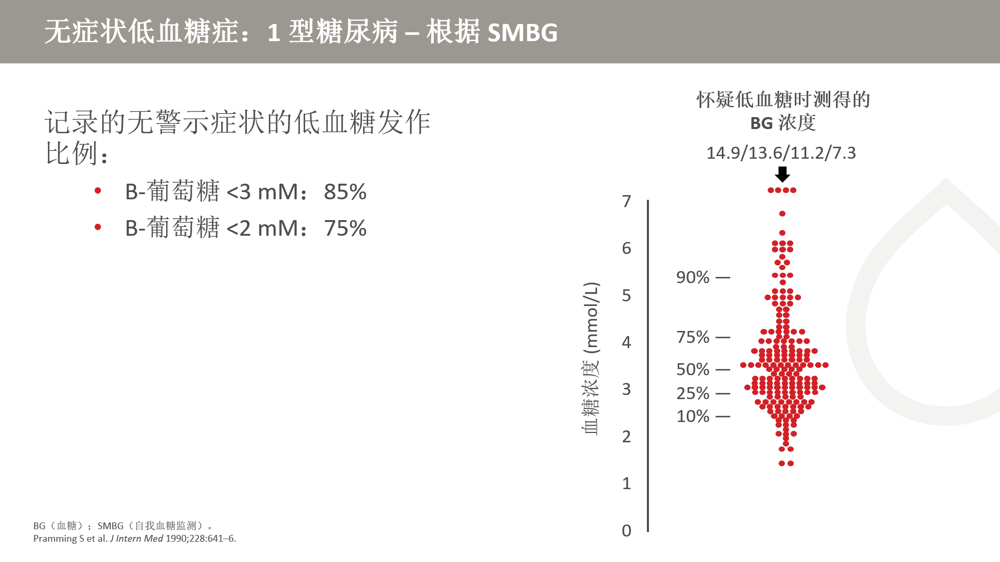 无症状低血糖症：1 型糖尿病 – 根据 SMBG
记录的无警示症状的低血糖发作
比例：
• B-葡萄糖 <3 mM：85%
• B-葡萄糖 <2 mM：75%
怀疑低血糖时测得的
BG 浓度
14.9/13.6/11.2/7.3
血糖浓度 (mmol/L)
7
6
5
4
3
2
1
0
90%
75%
50%
25%
10%
BG（血糖）；SMBG（自我血糖监测）。
Pramming S et al. J Intern Med 1990;228:641–6.